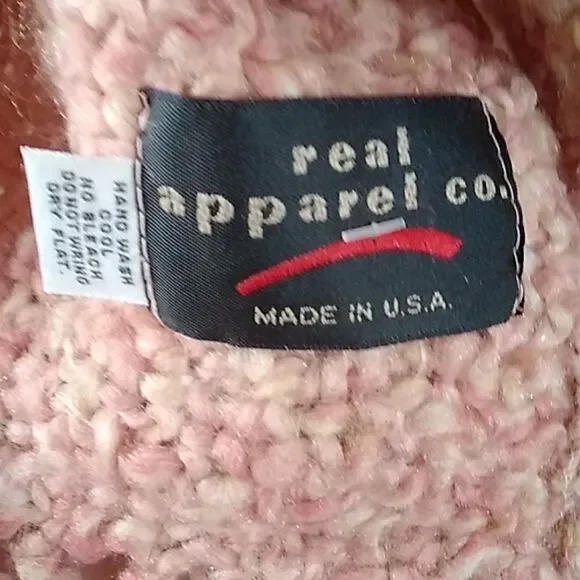 real
apparel co.
MADE IN U.S.A.
HAND WASH
COOL
NO BLEACH
DO NOT WRING
DRY FLAT.